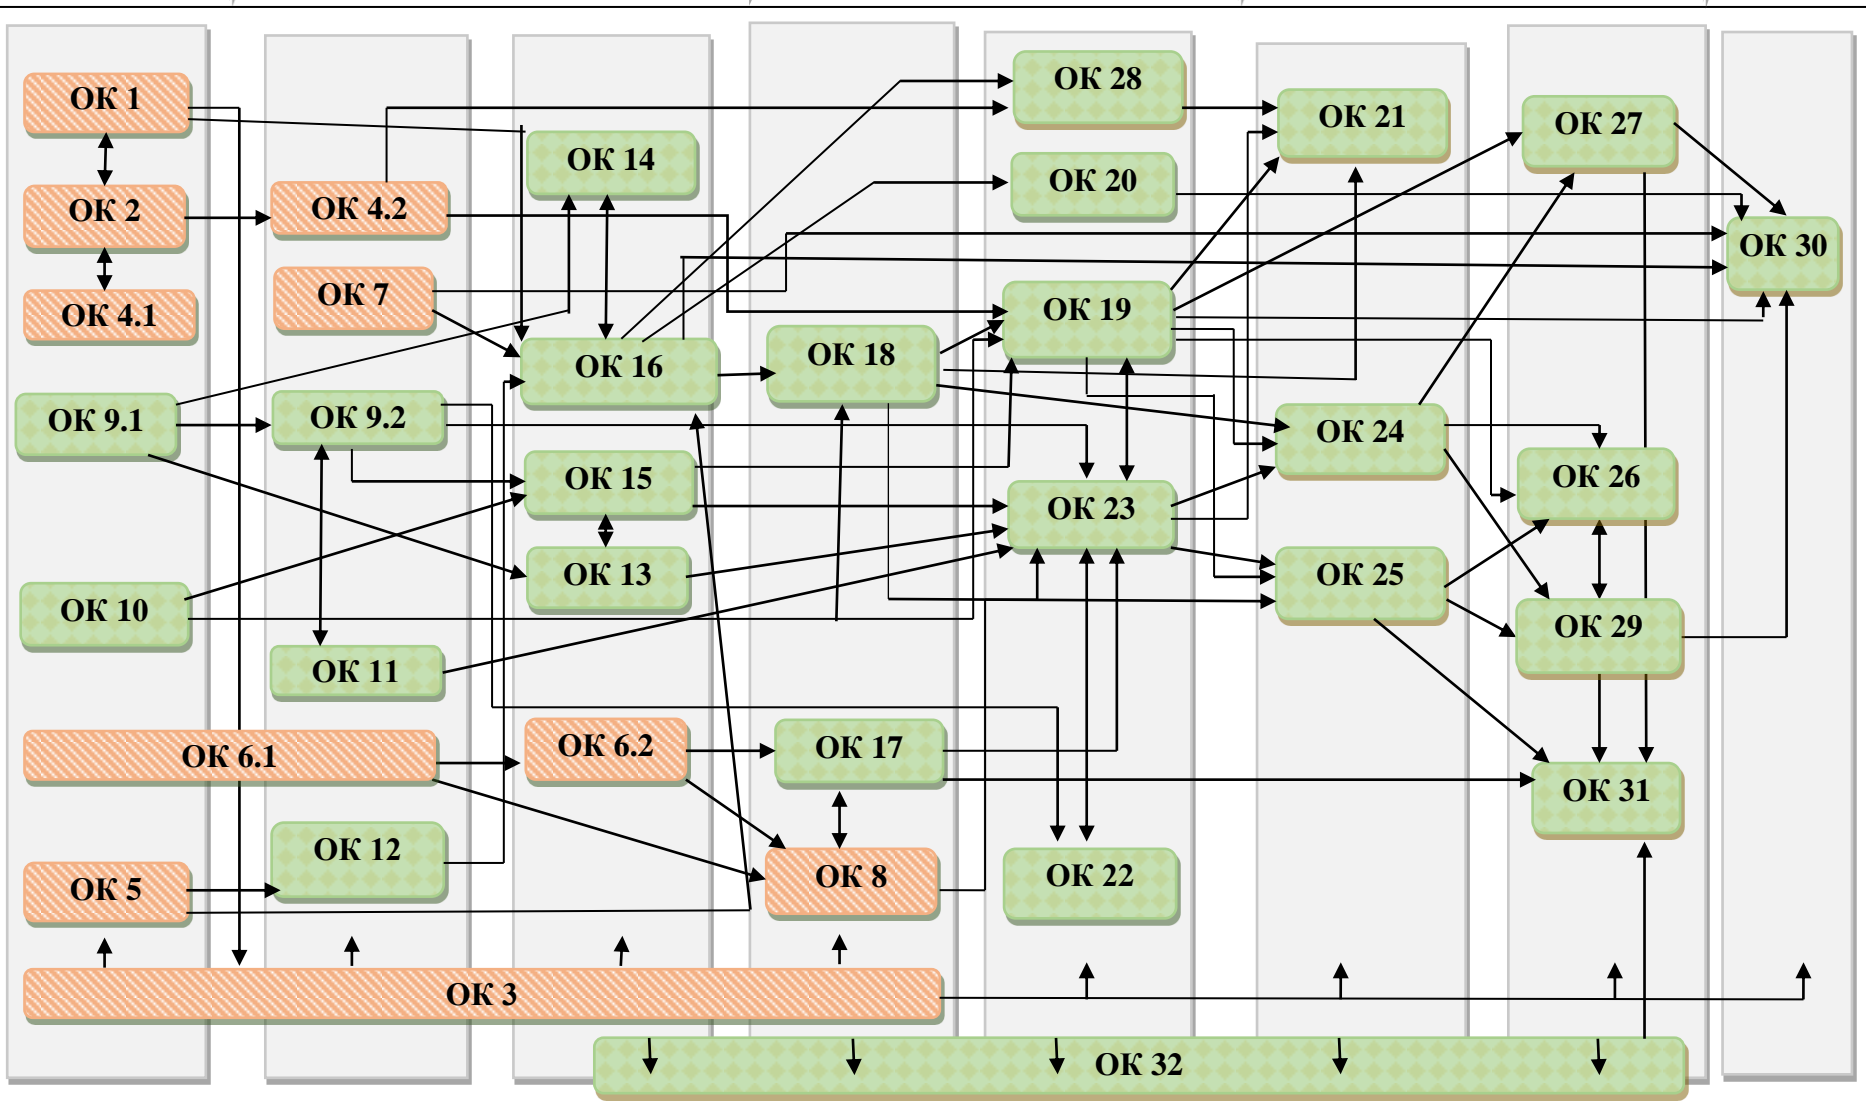 ОК 1
ОК 2
ОК 4.1
ОК 9.1
ОК 10
ОК 6.1
ОК 5
ОК 3
ОК 4.2
ОК 7
ОК 9.2
ОК 11
ОК 12
ОК 14
ОК 16
ОК 15
ОК 13
ОК 6.2
ОК 18
ОК 17
ОК 8
ОК 28
ОК 20
ОК 19
ОК 23
ОК 22
ОК 21
ОК 24
ОК 25
ОК 27
ОК 26
ОК 29
ОК 31
ОК 30
ОК 32